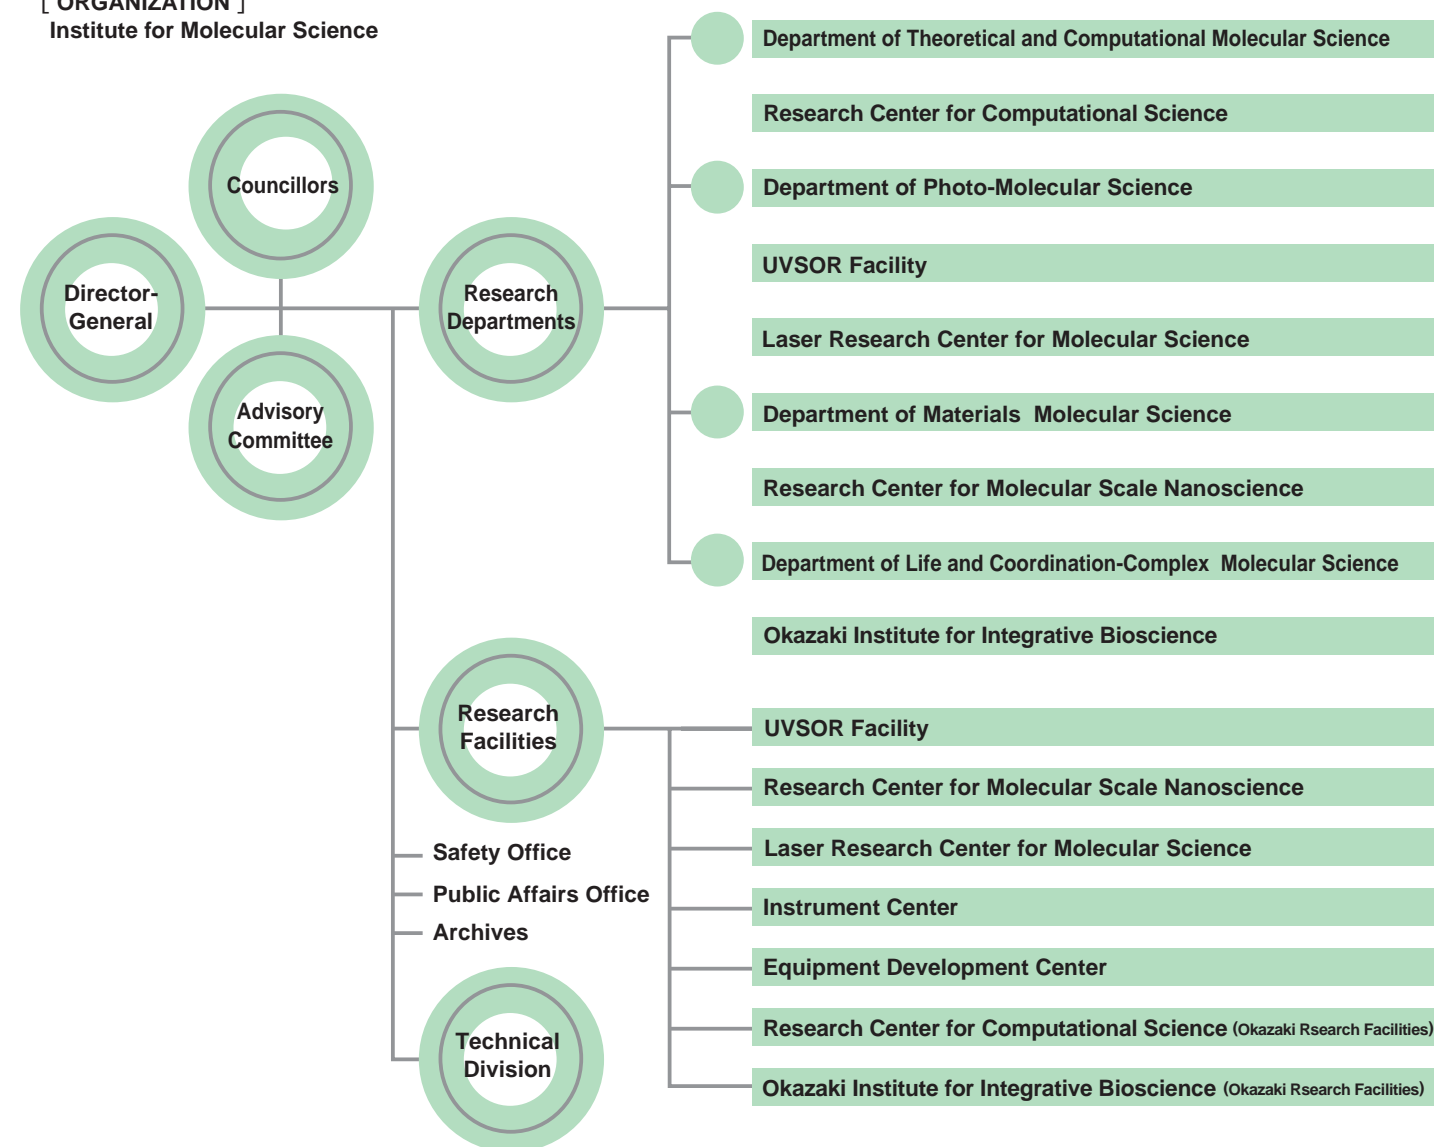 [ ORGANIZATION ]
Institute for Molecular Science
Councillors
Director-
General
Advisory
Committee
Research
Departments
Department of Theoretical and Computational Molecular Science
Research Center for Computational Science
Department of Photo-Molecular Science
UVSOR Facility
Laser Research Center for Molecular Science
Department of Materials Molecular Science
Research Center for Molecular Scale Nanoscience
Department of Life and Coordination-Complex Molecular Science
Okazaki Institute for Integrative Bioscience
Research
Facilities
UVSOR Facility
Research Center for Molecular Scale Nanoscience
Laser Research Center for Molecular Science
Instrument Center
Equipment Development Center
Research Center for Computational Science (Okazaki Rsearch Facilities)
Okazaki Institute for Integrative Bioscience (Okazaki Rsearch Facilities)
Safety Office
Public Affairs Office
Archives
Technical
Division